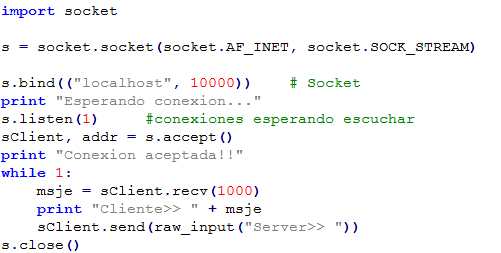 import socket
s = socket.socket(socket.AF_INET, socket.SOCK_STREAM)
s.bind(("localhost", 10000))    # Socket
print "Esperando conexion..."
s.listen(1)     #conexiones esperando escuchar
sClient, addr = s.accept()
print "Conexion aceptada!!"
while 1:
    msje = sClient.recv(1000)
    print "Cliente>> " + msje
    sClient.send(raw_input("Server>> "))
s.close()